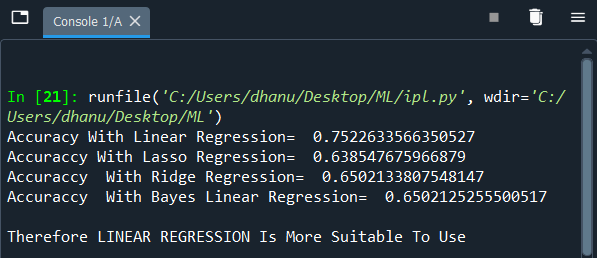 Console 1/A
In [21]: runfile('C:/Users/dhanu/Desktop/ML/ipl.py', wdir='C:/
Users/dhanu/Desktop/ML')
Accuracy With Linear Regression=  0.7522633566350527
Accuraccy With Lasso Regression=  0.638547675966879
Accuraccy  With Ridge Regression=  0.6502133807548147
Accuraccy  With Bayes Linear Regression=  0.6502125255500517
Therefore LINEAR REGRESSION Is More Suitable To Use